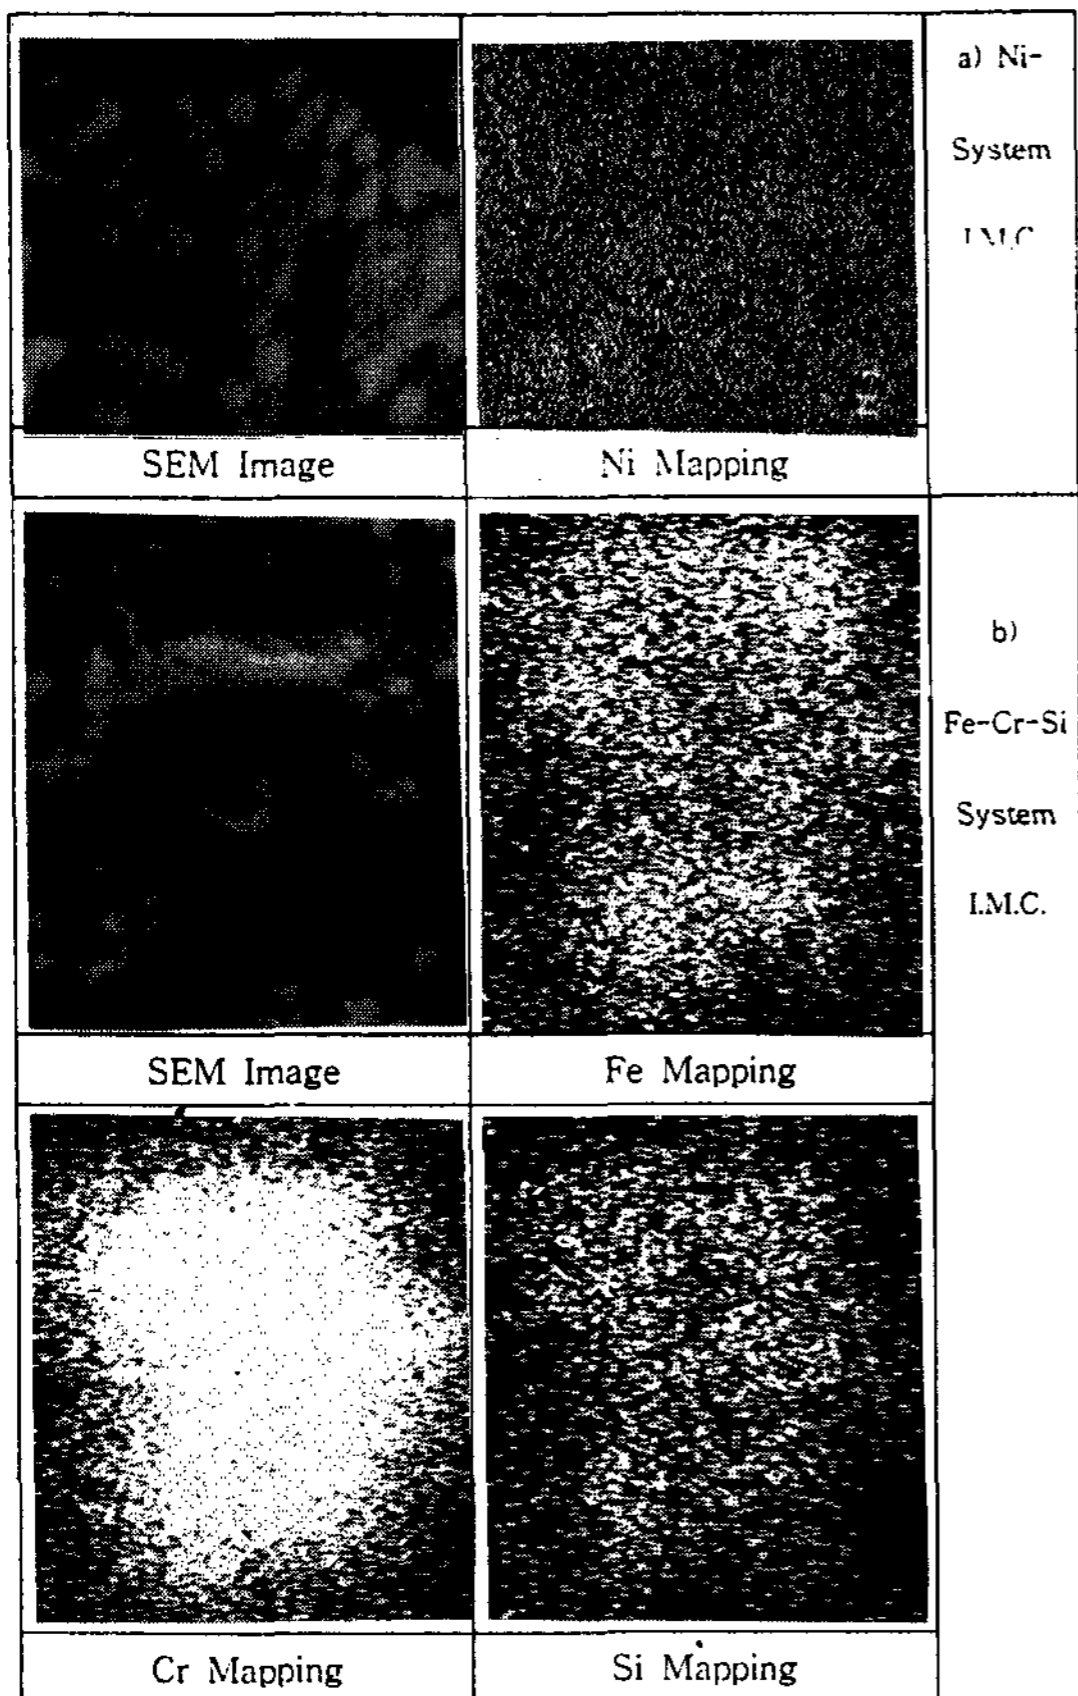 a) Ni-
System
I.M.C.
SEM Image
Ni Mapping
b)
Fe-Cr-Si
System
I.M.C.
SEM Image
Fe Mapping
Cr Mapping
Si Mapping